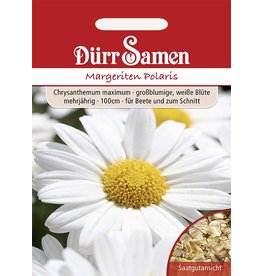 Dürr Samen
Margeriten Polaris
Chrysanthemum maximum · großblumige, weiße Blüte
mehrjährig · 100cm · für Beete und zum Schnitt
Saatgutansicht